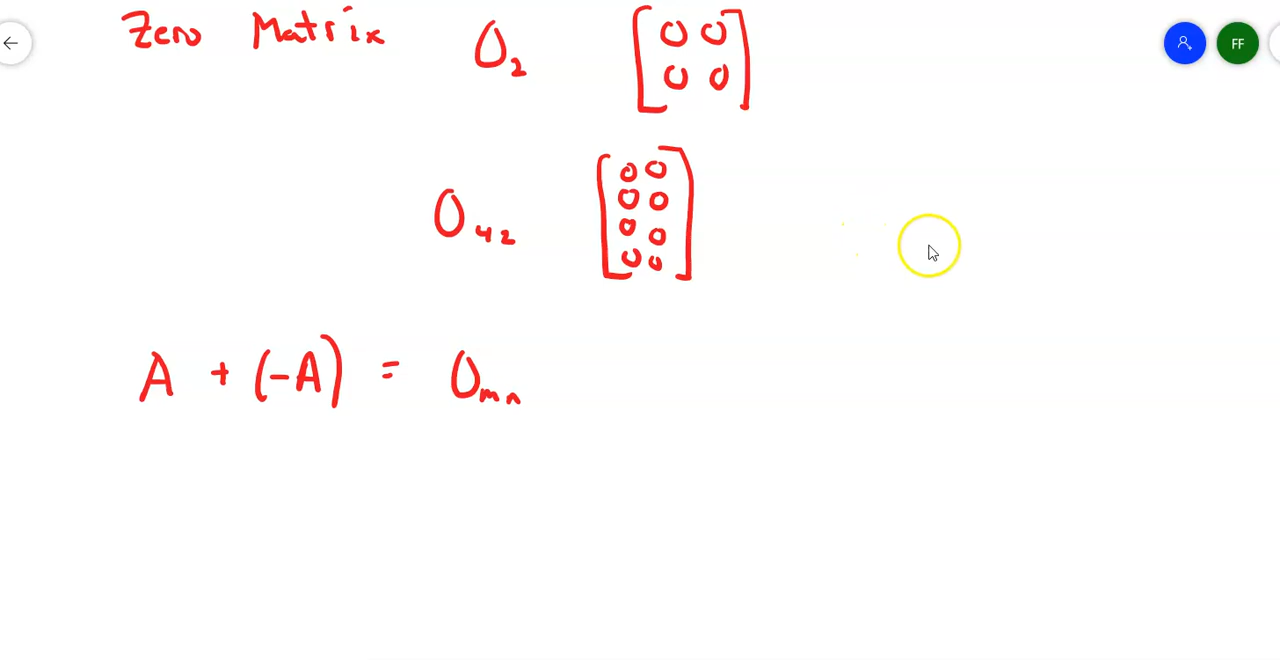 Zero Matrix O₂ [0 0
0 0]
FF
O₄₂ [0 0
0 0
0 0
0 0]
A + (-A) = Oₘₙ